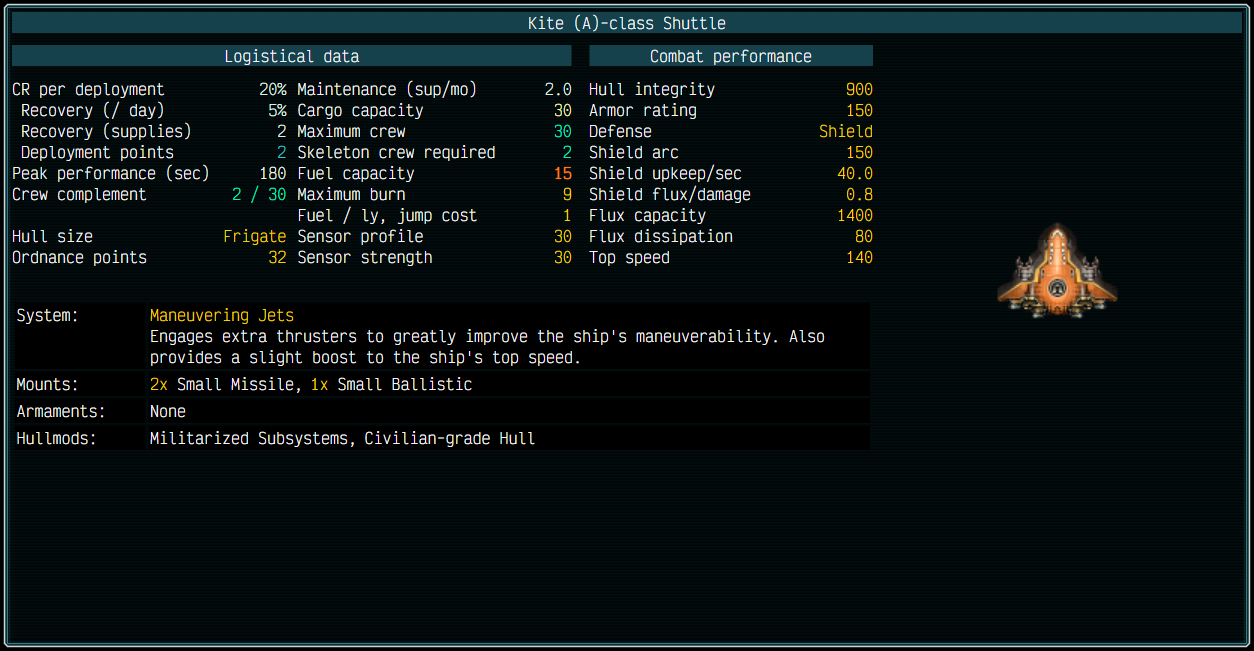 Kite (A)-class Shuttle
Logistical data Combat performance
CR per deployment 20% Maintenance (sup/mo) 2.0 Hull integrity 900
Recovery (/ day) 5% Cargo capacity 30 Armor rating 150
Recovery (supplies) 2 Maximum crew 30 Defense Shield
Deployment points 2 Skeleton crew required 2 Shield arc 150
Peak performance (sec) 180 Fuel capacity 15 Shield upkeep/sec 40.0
Crew complement 2 / 30 Maximum burn 9 Shield flux/damage 0.8
Fuel / ly, jump cost 1 Flux capacity 1400
Hull size Frigate Sensor profile 30 Flux dissipation 80
Ordnance points 32 Sensor strength 30 Top speed 140
System: Maneuvering Jets
Engages extra thrusters to greatly improve the ship's maneuverability. Also
provides a slight boost to the ship's top speed.
Mounts: 2x Small Missile, 1x Small Ballistic
Armaments: None
Hullmods: Militarized Subsystems, Civilian-grade Hull